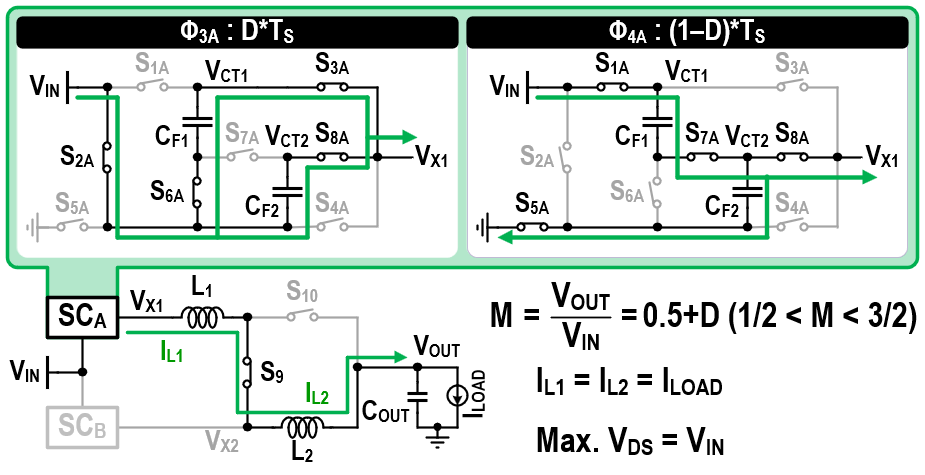 Φ3A : D*TS
Φ4A : (1–D)*TS
S1A
VCT1
S3A
VIN
CF1
S7A
VCT2
S8A
S2A
VX1
S6A
CF2
S5A
S4A
S1A
VCT1
S3A
VIN
CF1
S7A
VCT2
S8A
S2A
VX1
S6A
CF2
S5A
S4A
L1
S10
VX1
SCA
IL1
VIN
S9
VOUT
IL2
COUT
ILOAD
SCB
VX2
L2
M = VOUT / VIN = 0.5+D (1/2 < M < 3/2)
IL1 = IL2 = ILOAD
Max. VDS = VIN